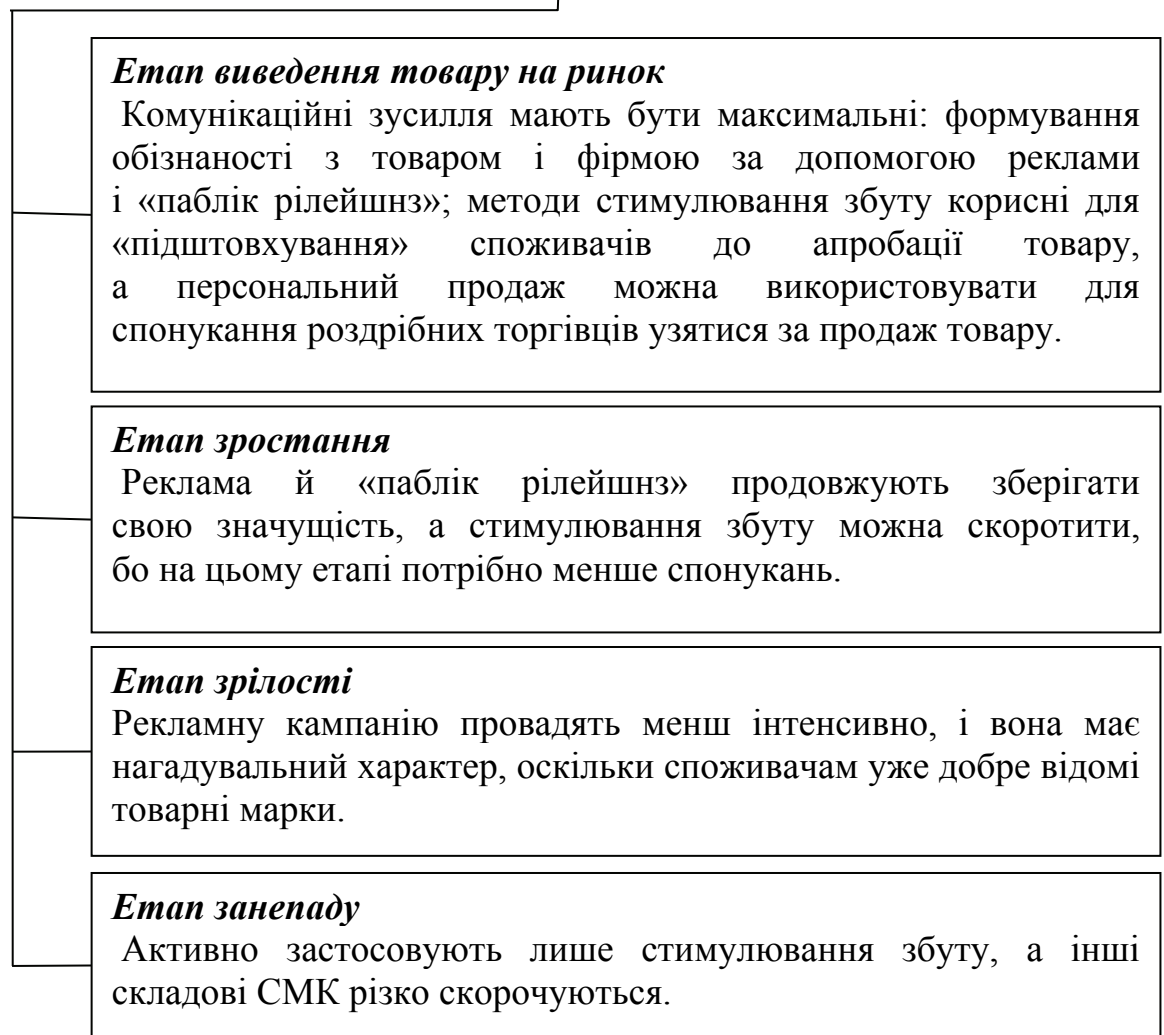 Етап виведення товару на ринок
Комунікаційні зусилля мають бути максимальні: формування
обізнаності з товаром і фірмою за допомогою реклами
і «паблік рілейшнз»; методи стимулювання збуту корисні для
«підштовхування» споживачів до апробації товару,
а персональний продаж можна використовувати для
спонукання роздрібних торгівців узятися за продаж товару.
Етап зростання
Реклама й «паблік рілейшнз» продовжують зберігати
свою значущість, а стимулювання збуту можна скоротити,
бо на цьому етапі потрібно менше спонукань.
Етап зрілості
Рекламну кампанію провадять менш інтенсивно, і вона має
нагадувальний характер, оскільки споживачам уже добре відомі
товарні марки.
Етап занепаду
Активно застосовують лише стимулювання збуту, а інші
складові СМК різко скорочуються.